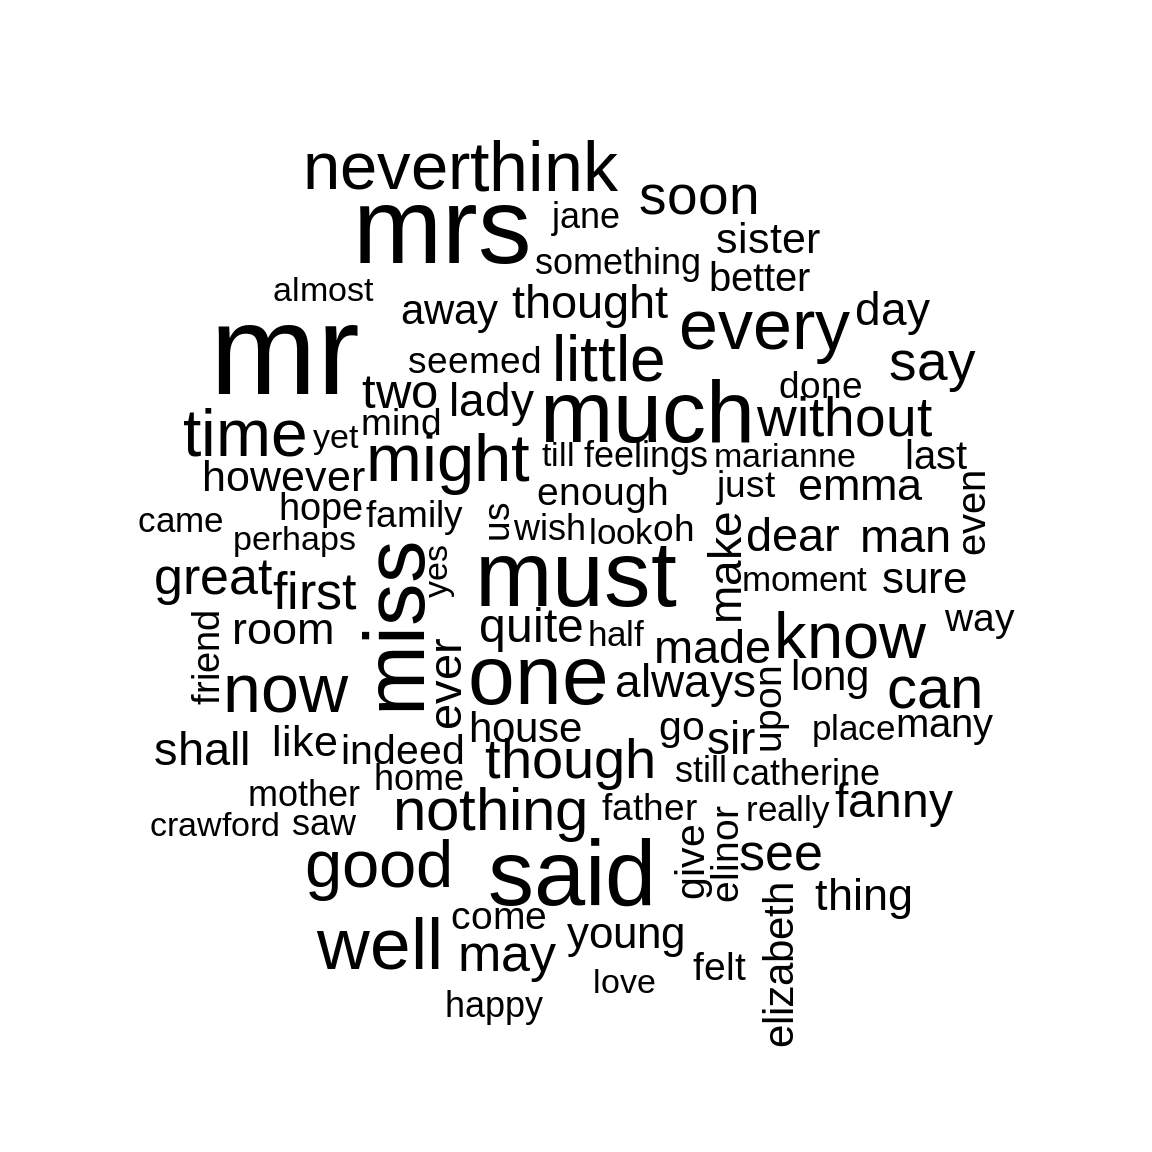 neverthink
soon
mrs
jane
sister
something
better
almost
away
thought
every
day
mr
seemed
little
say
two
lady
done
much
without
time
yet
mind
might
till
feelings
marianne
last
however
enough
just
emma
even
hope
family
us
wish
look
oh
came
perhaps
miss
yes
must
make
dear
man
great
first
moment
sure
friend
room
ever
quite
half
made
know
way
now
one
always
upon
long
can
house
go
sir
place
many
shall
like
indeed
though
still
catherine
home
mother
nothing
father
really
fanny
crawford
saw
good
said
give
elinor
see
well
come
may
young
elizabeth
thing
felt
love
happy